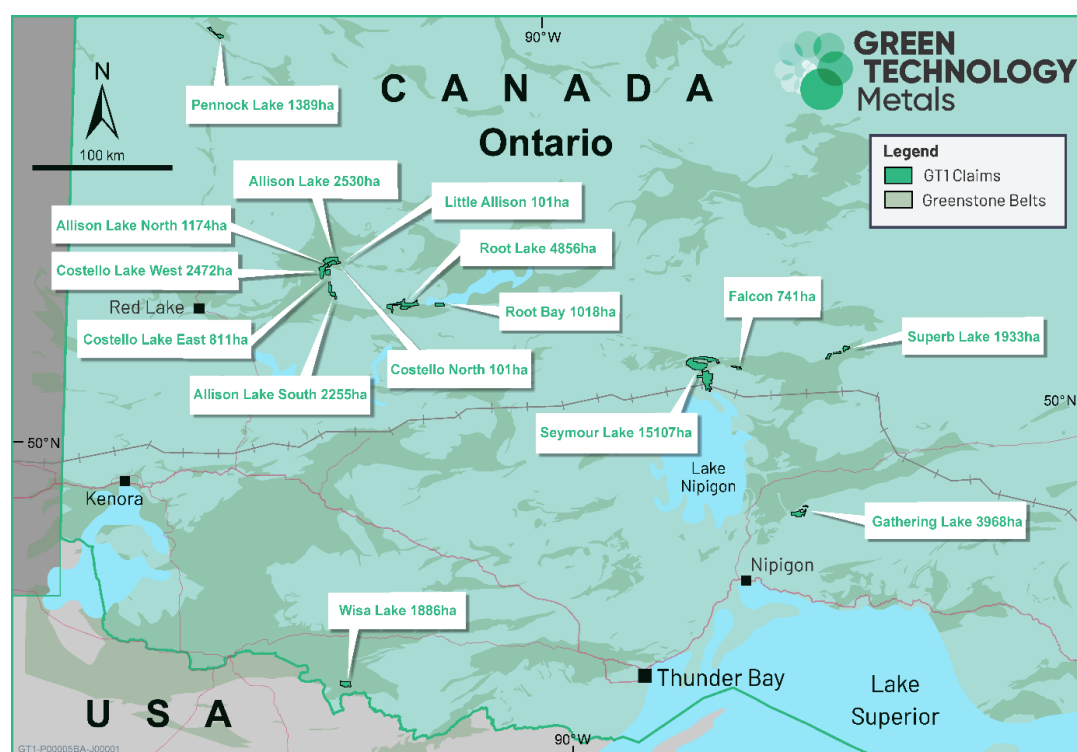 90°W
GREEN
TECHNOLOGY
Metals
CANADA
Ontario
N
100 km
Pennock Lake 1389ha
Legend
GT1 Claims
Greenstone Belts
Allison Lake 2530ha
Little Allison 101ha
Allison Lake North 1174ha
Root Lake 4856ha
Costello Lake West 2472ha
Red Lake
Root Bay 1018ha
Falcon 741ha
Costello Lake East 811ha
Superb Lake 1933ha
Costello North 101ha
Allison Lake South 2255ha
50°N
Seymour Lake 15107ha
50°N
Lake
Nipigon
Kenora
Gathering Lake 3968ha
Nipigon
Wisa Lake 1886ha
Thunder Bay
Lake
Superior
USA
90°W
GT1-P00005BA-J00001